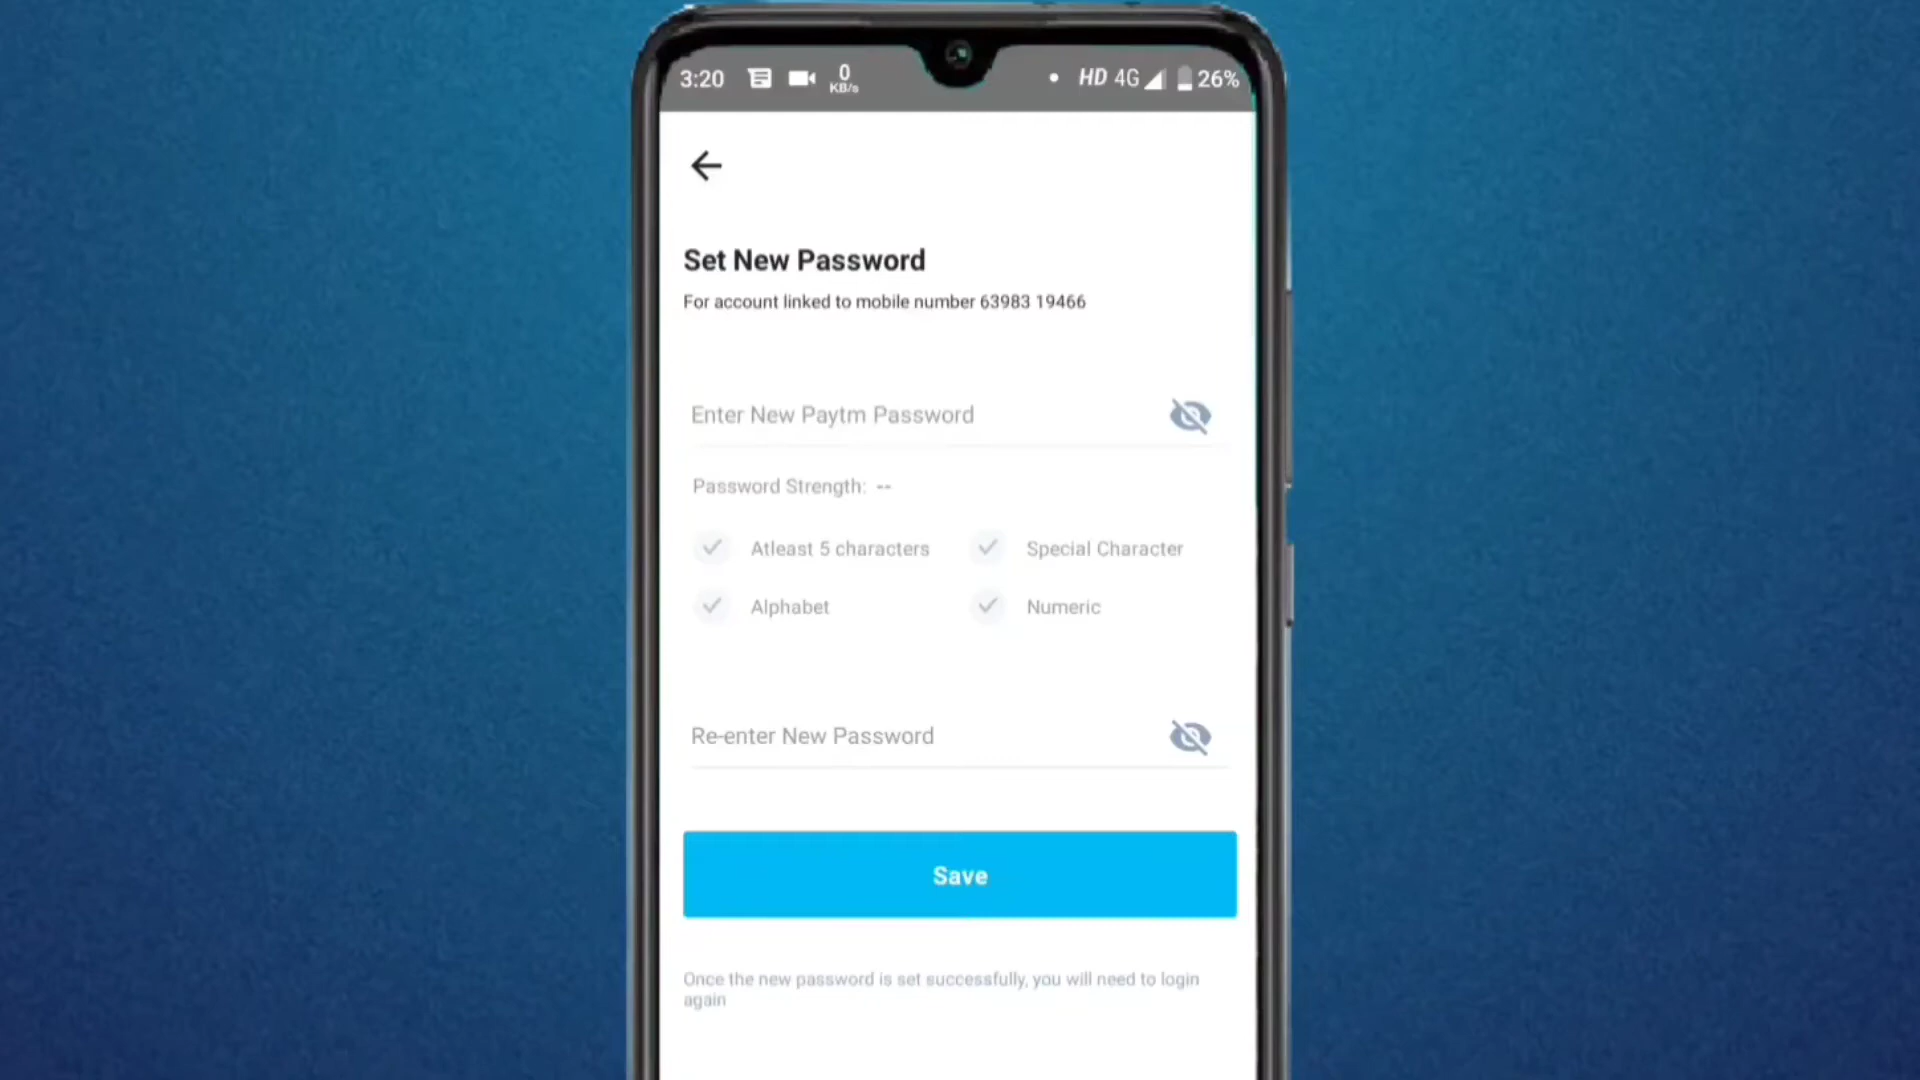 3:20 0 KB/s HD 4G 26%
Set New Password
For account linked to mobile number 63983 19466
Enter New Paytm Password
Password Strength: --
Atleast 5 characters Special Character
Alphabet Numeric
Re-enter New Password
Save
Once the new password is set successfully, you will need to login
again